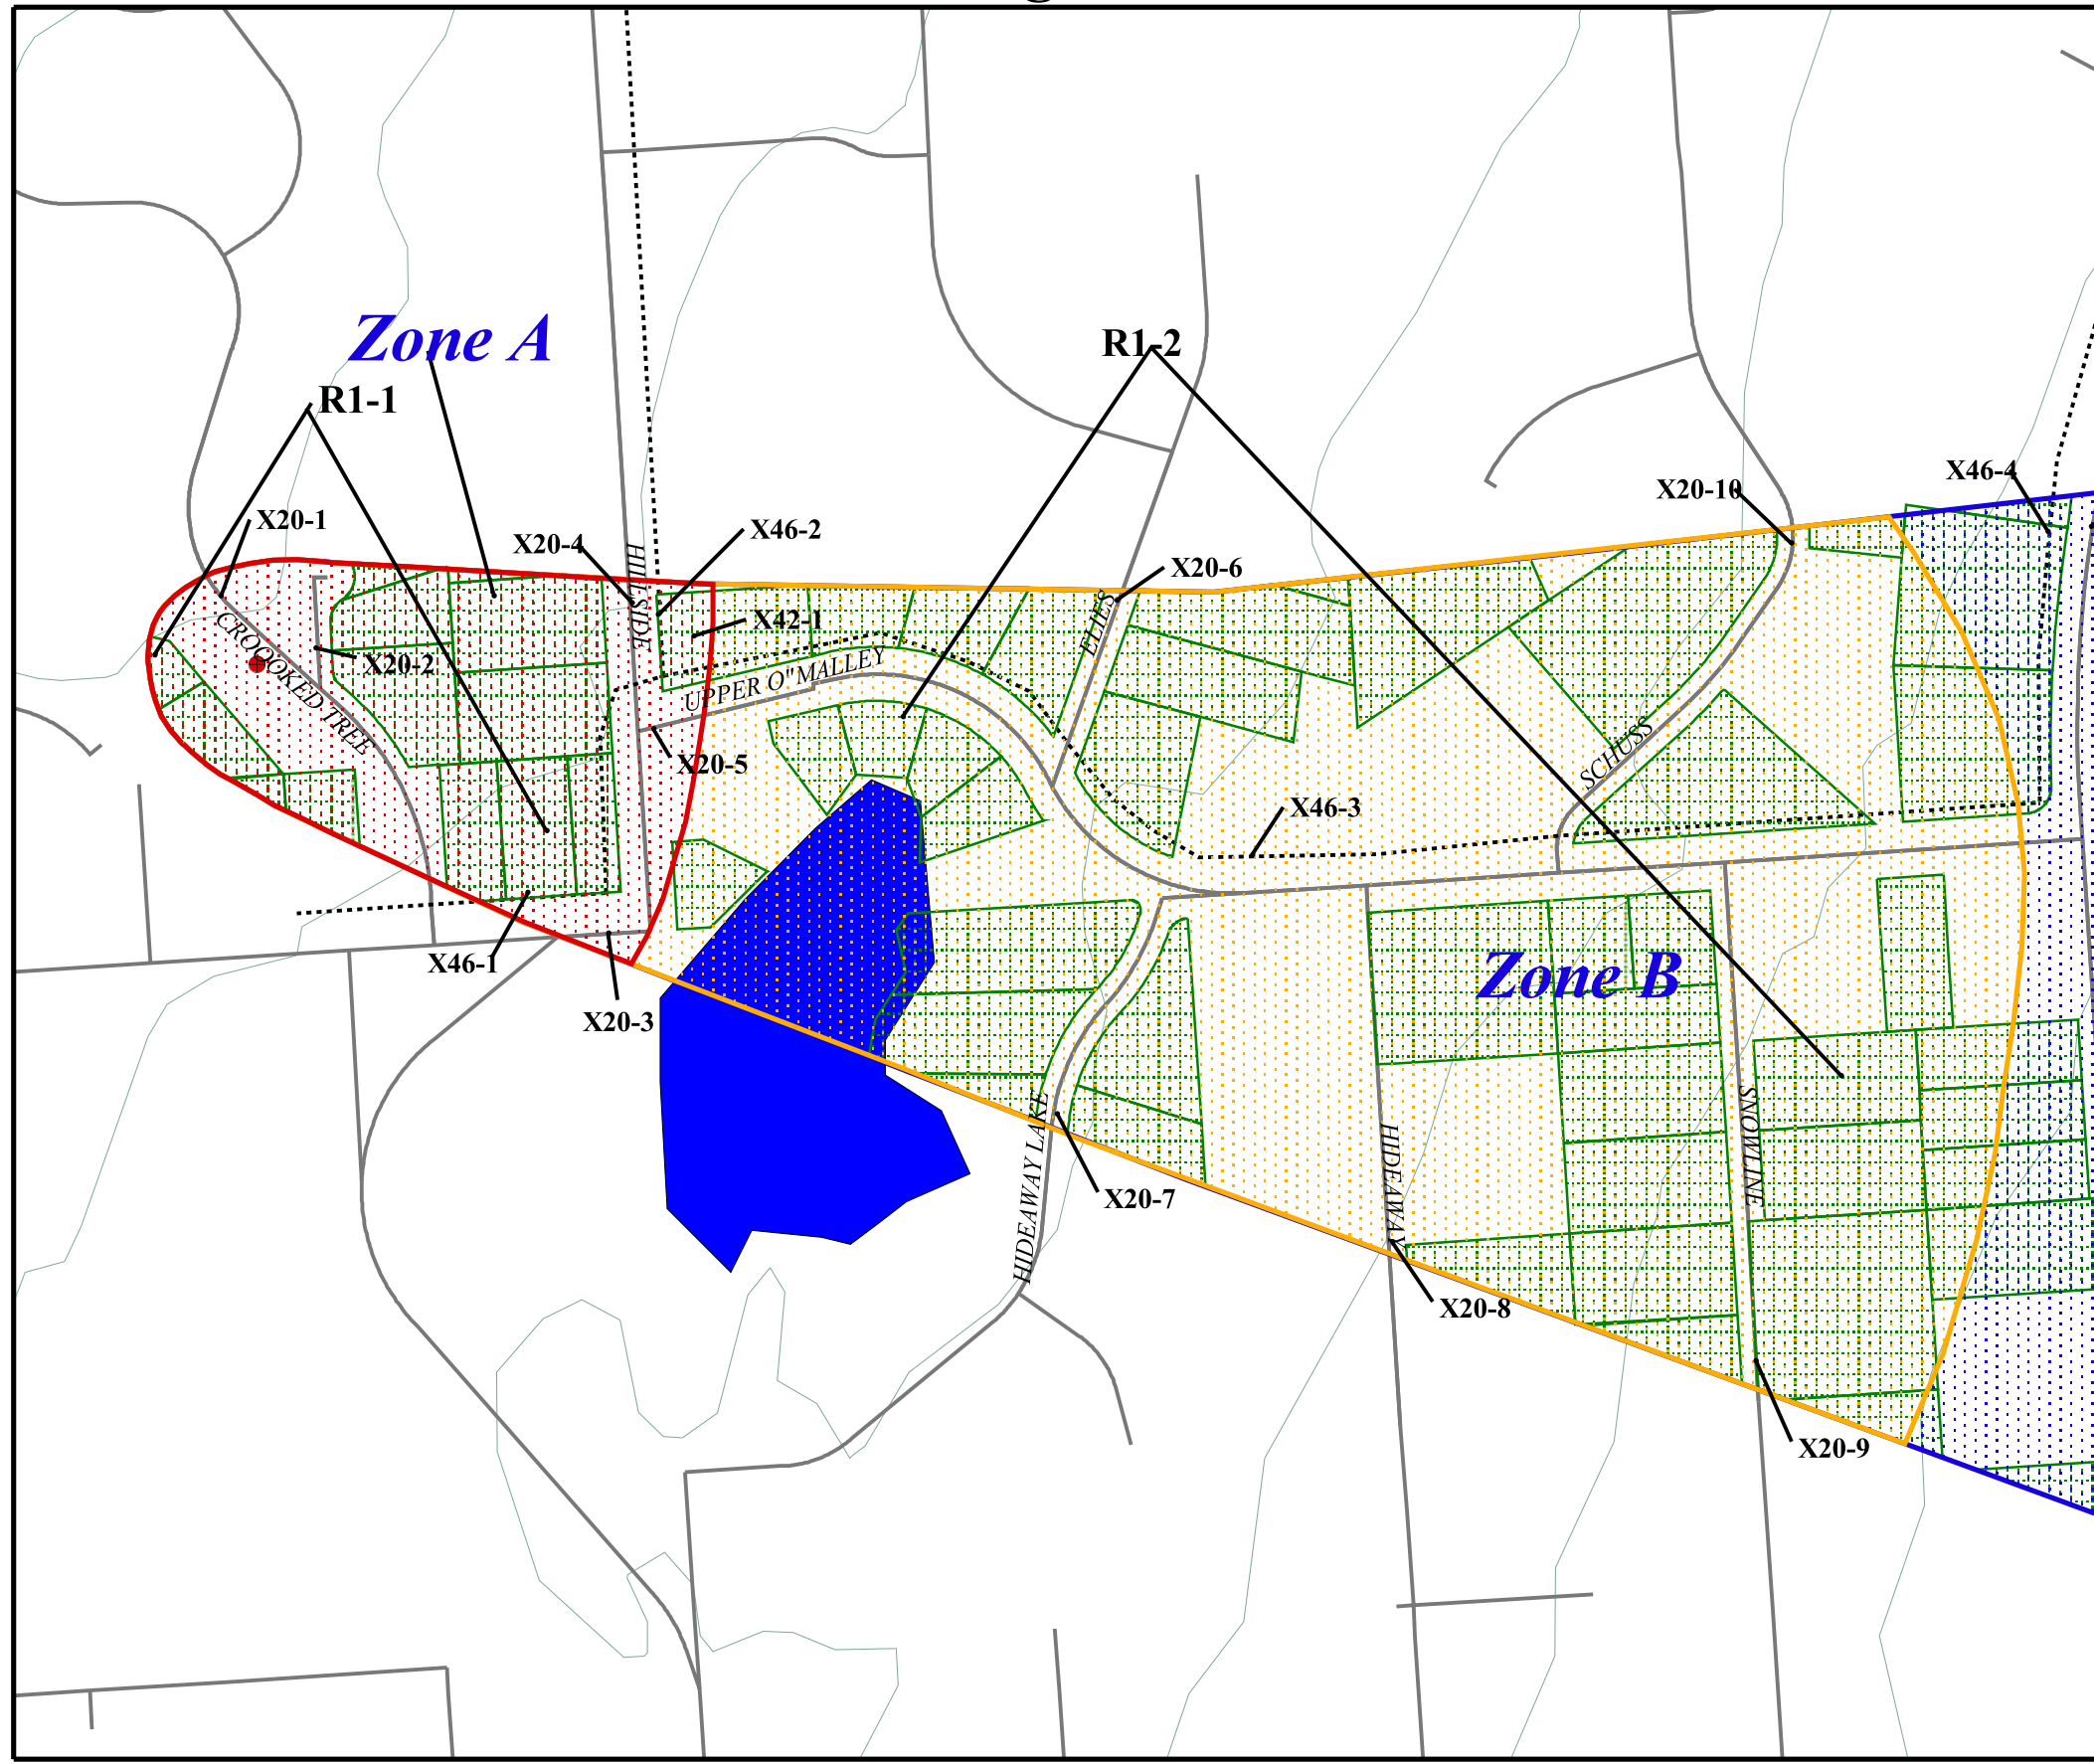 Zone A
R1-1
R1-2
X46-4
X20-10
X20-1
X46-2
X20-4
X20-6
HILLSIDE
ELIES
X42-1
CROOOKED TREE
X20-2
UPPER O"MALLEY
X20-5
SCHUSS
X46-3
X46-1
Zone B
X20-3
SNOWLINE
HIDEAWAY LAKE
HIDEAWAY
X20-7
X20-8
X20-9